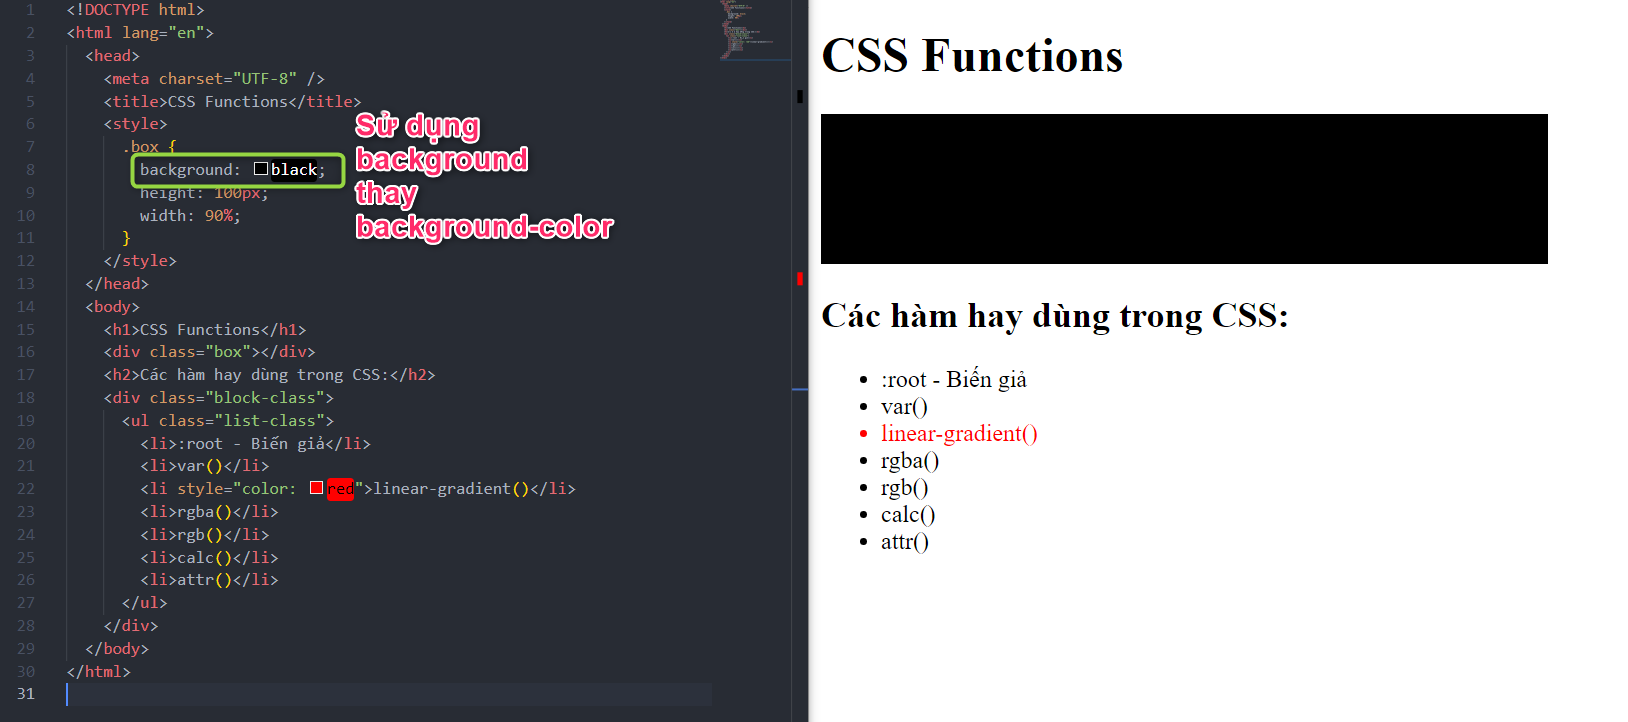 1 <!DOCTYPE html>
2 <html lang="en">
3 <head>
4 <meta charset="UTF-8" />
5 <title>CSS Functions</title>
6 <style>
7 .box {
8 background: black;
9 height: 100px;
10 width: 90%;
11 }
12 </style>
13 </head>
14 <body>
15 <h1>CSS Functions</h1>
16 <div class="box"></div>
17 <h2>Các hàm hay dùng trong CSS:</h2>
18 <div class="block-class">
19 <ul class="list-class">
20 <li>:root - Biến giả</li>
21 <li>var()</li>
22 <li style="color: red">linear-gradient()</li>
23 <li>rgba()</li>
24 <li>rgb()</li>
25 <li>calc()</li>
26 <li>attr()</li>
27 </ul>
28 </div>
29 </body>
30 </html>
31
Sử dụng
background
thay
background-color
CSS Functions
Các hàm hay dùng trong CSS:
:root - Biến giả
var()
linear-gradient()
rgba()
rgb()
calc()
attr()